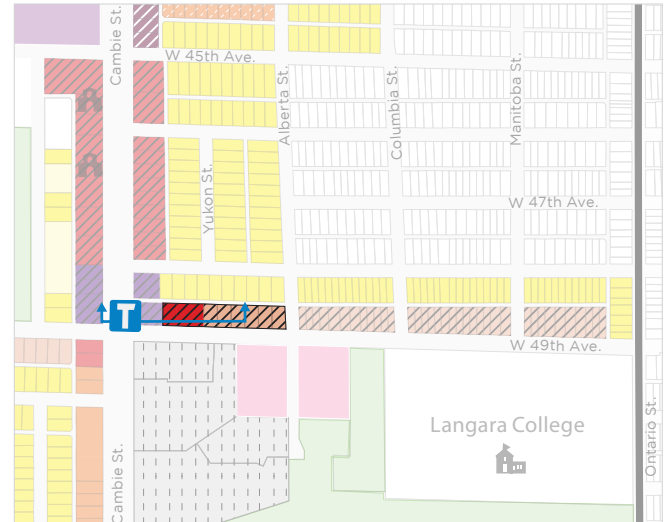 Cambie St.
W 45th Ave.
Alberta St.
Columbia St.
Manitoba St.
Yukon St.
W 47th Ave.
T
W 49th Ave.
Langara College
Cambie St.
Ontario St.